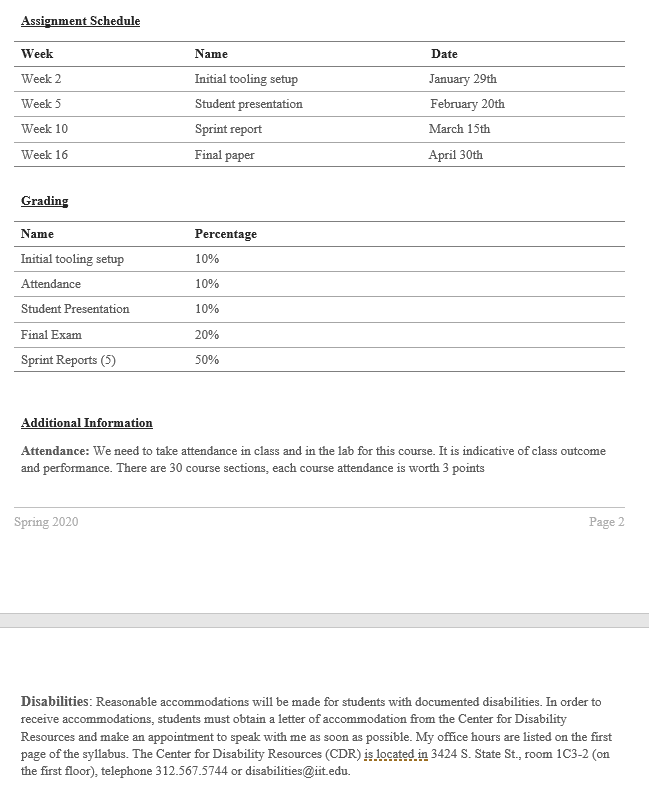 Assignment Schedule
Week Name Date
Week 2 Initial tooling setup January 29th
Week 5 Student presentation February 20th
Week 10 Sprint report March 15th
Week 16 Final paper April 30th
Grading
Name Percentage
Initial tooling setup 10%
Attendance 10%
Student Presentation 10%
Final Exam 20%
Sprint Reports (5) 50%
Additional Information
Attendance: We need to take attendance in class and in the lab for this course. It is indicative of class outcome
and performance. There are 30 course sections, each course attendance is worth 3 points
Spring 2020 Page 2
Disabilities: Reasonable accommodations will be made for students with documented disabilities. In order to
receive accommodations, students must obtain a letter of accommodation from the Center for Disability
Resources and make an appointment to speak with me as soon as possible. My office hours are listed on the first
page of the syllabus. The Center for Disability Resources (CDR) is located in 3424 S. State St., room 1C3-2 (on
the first floor), telephone 312.567.5744 or disabilities@iit.edu.